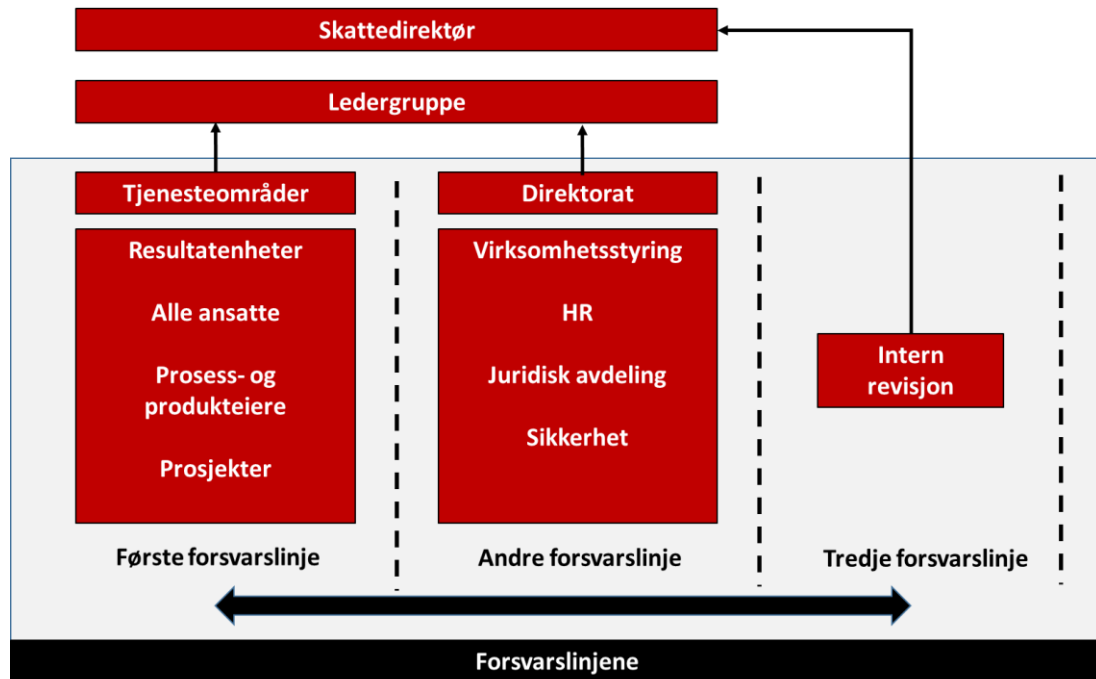 Skattedirektør
Ledergruppe
Tjenesteområder
Resultatenheter
Alle ansatte
Prosess- og
produkteiere
Prosjekter
Første forsvarslinje
Direktorat
Virksomhetsstyring
HR
Juridisk avdeling
Sikkerhet
Andre forsvarslinje
Intern
revisjon
Tredje forsvarslinje
Forsvarslinjene